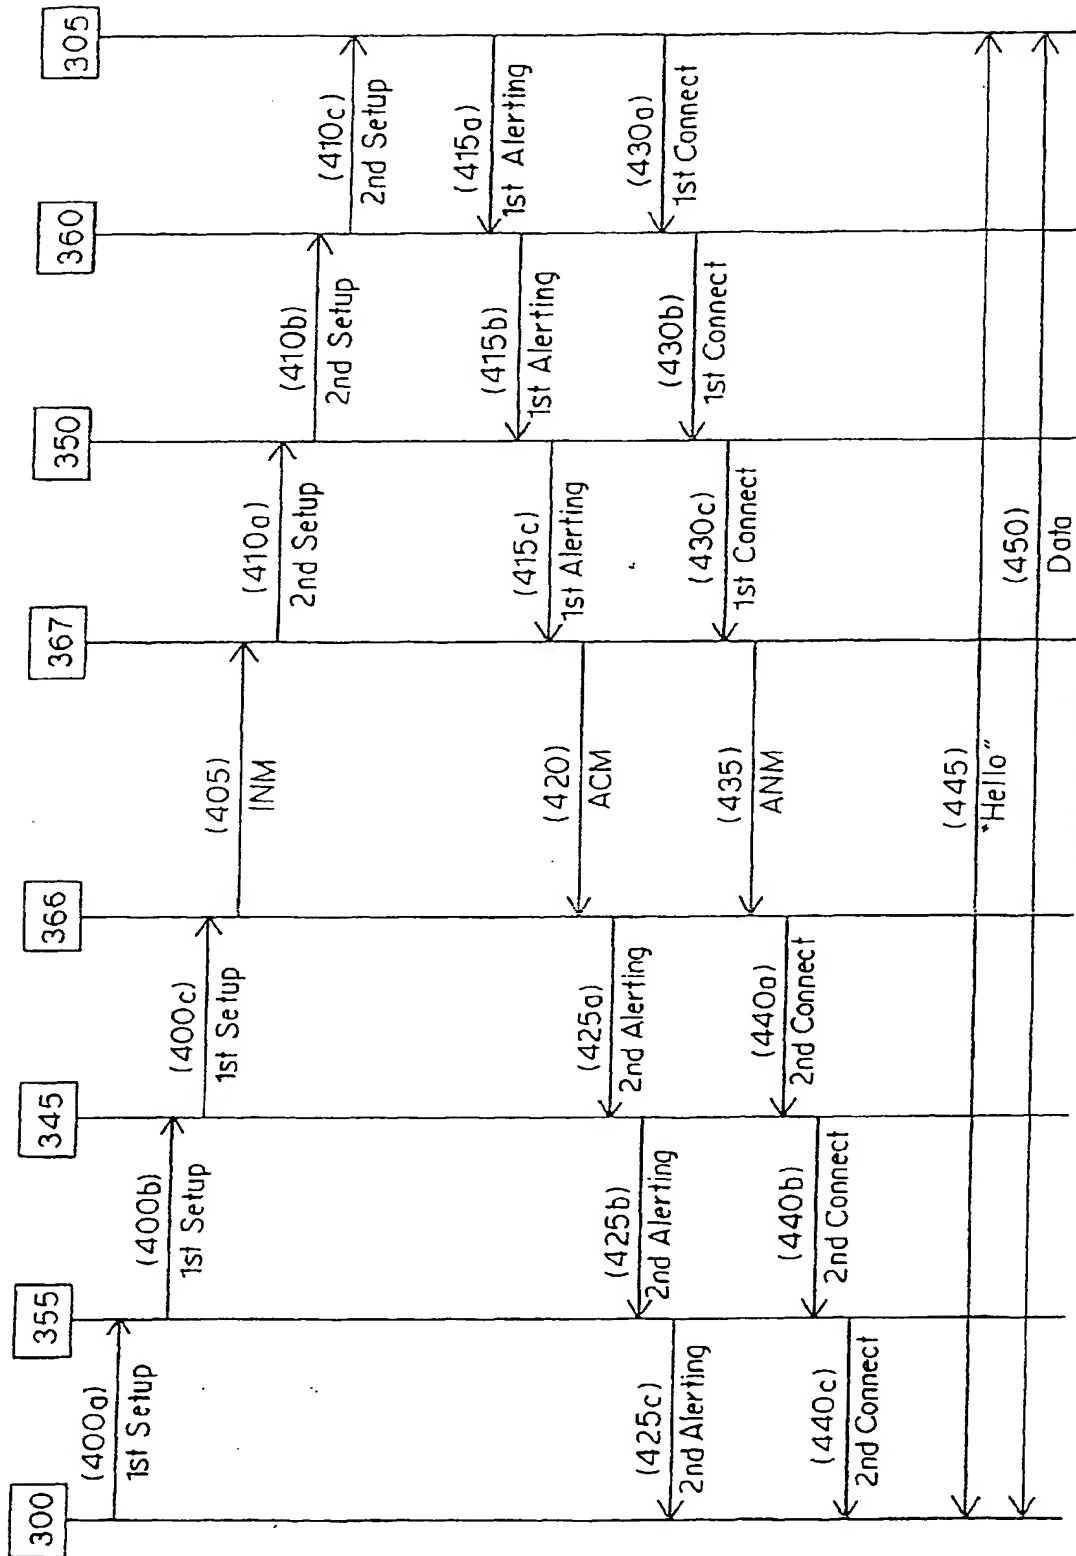 300
355
345
366
367
350
360
305
(400a)
1st Setup
(400b)
1st Setup
(400c)
1st Setup
(405)
INM
(410a)
2nd Setup
(410b)
2nd Setup
(410c)
2nd Setup
(415a)
1st Alerting
(415b)
1st Alerting
(415c)
1st Alerting
(420)
ACM
(425a)
2nd Alerting
(425b)
2nd Alerting
(425c)
2nd Alerting
(430a)
1st Connect
(430b)
1st Connect
(430c)
1st Connect
(435)
ANM
(440a)
2nd Connect
(440b)
2nd Connect
(440c)
2nd Connect
(445)
"Hello"
(450)
Data